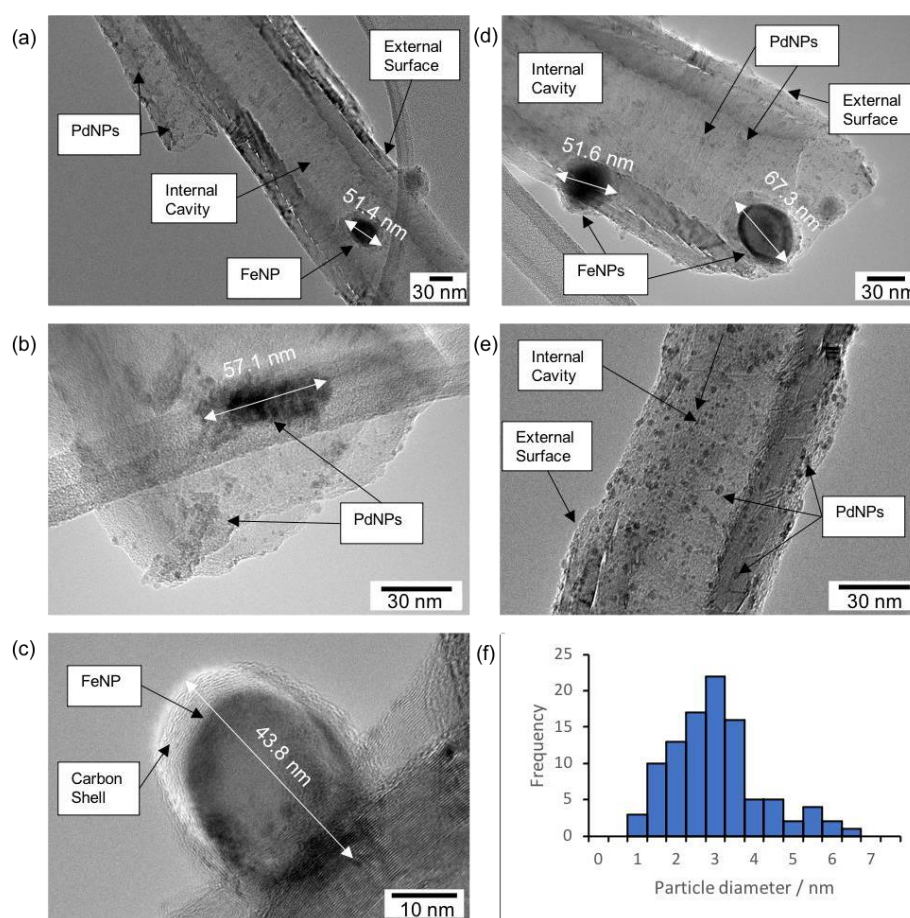 (a)
PdNPs
External
Surface
Internal
Cavity
51.4 nm
FeNP
30 nm
(d)
Internal
Cavity
PdNPs
External
Surface
51.6 nm
67.3 nm
FeNPs
30 nm
(b)
57.1 nm
PdNPs
30 nm
(e)
Internal
Cavity
External
Surface
PdNPs
30 nm
(c)
FeNP
43.8 nm
Carbon
Shell
10 nm
(f)
Frequency
25
20
15
10
5
0
0 1 2 3 4 5 6 7
Particle diameter / nm